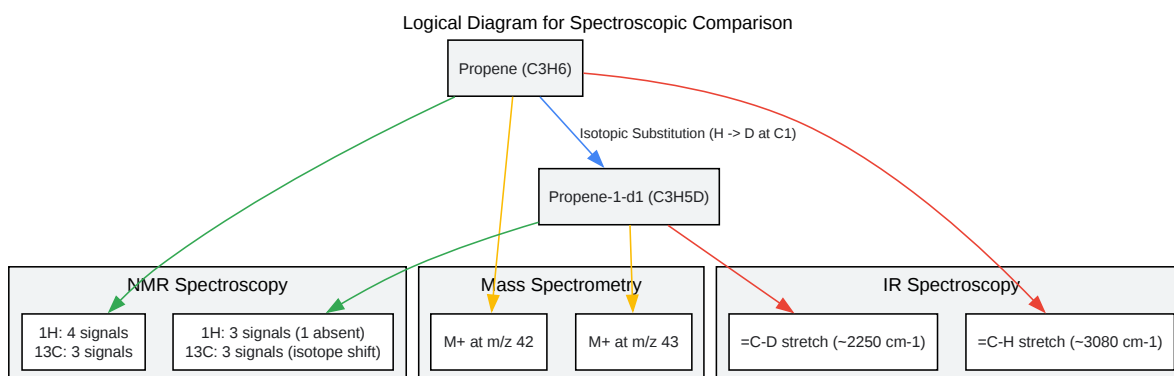 Logical Diagram for Spectroscopic Comparison
Propene (C3H6)
Isotopic Substitution (H -> D at C1)
Propene-1-d1 (C3H5D)
NMR Spectroscopy
1H: 4 signals
13C: 3 signals
1H: 3 signals (1 absent)
13C: 3 signals (isotope shift)
Mass Spectrometry
M+ at m/z 42
M+ at m/z 43
IR Spectroscopy
=C-D stretch (~2250 cm-1)
=C-H stretch (~3080 cm-1)